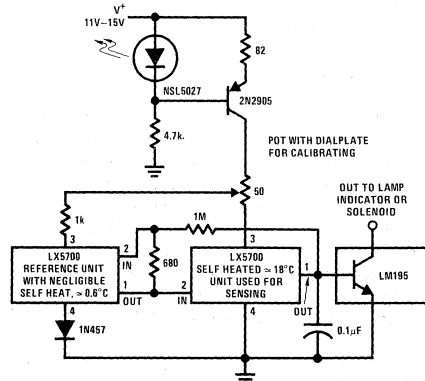 V+
11V–15V
82
NSL5027
2N2905
4.7k.
POT WITH DIALPLATE
FOR CALIBRATING
50
OUT TO LAMP
INDICATOR OR
SOLENOID
1k
1M
3
2
IN
680
3
LX5700
REFERENCE UNIT
WITH NEGLIGIBLE
SELF HEAT, ≃ 0.6°C
1
OUT
2
IN
LX5700
SELF HEATED ≃ 18°C
UNIT USED FOR
SENSING
1
OUT
LM195
4
4
1N457
0.1μF